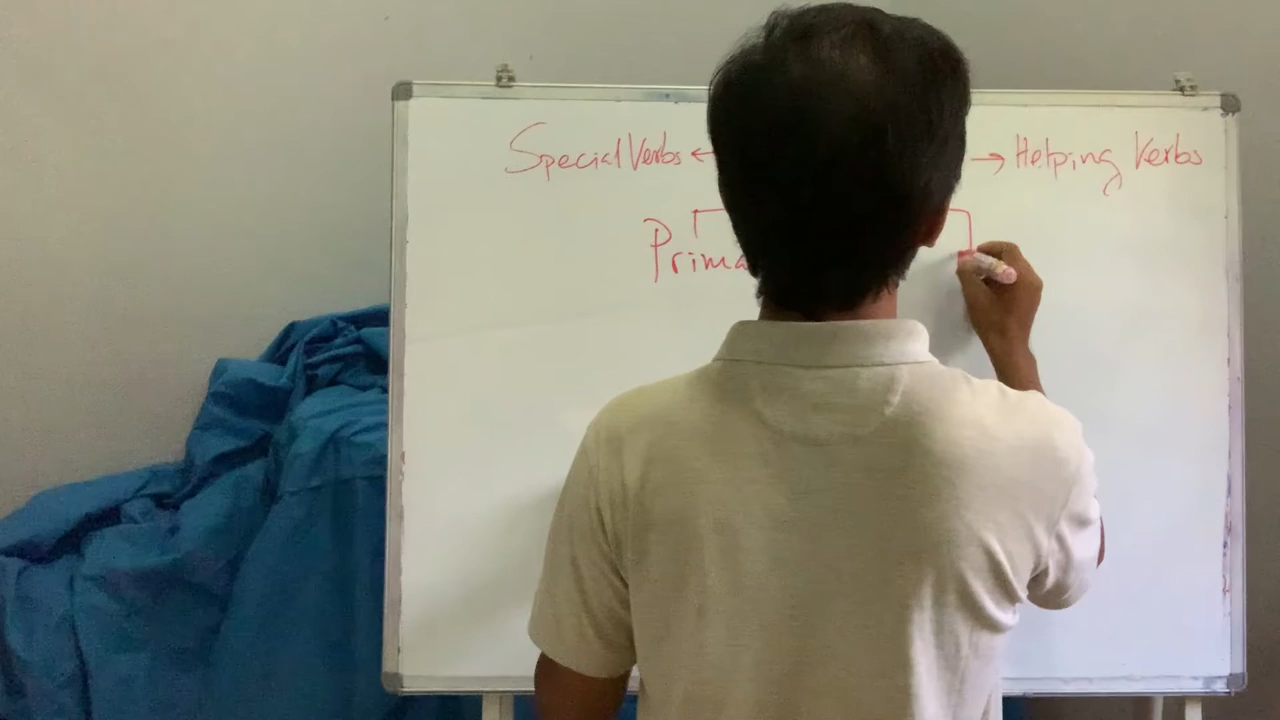 Special Verbs ← → Helping Verbs
Prima